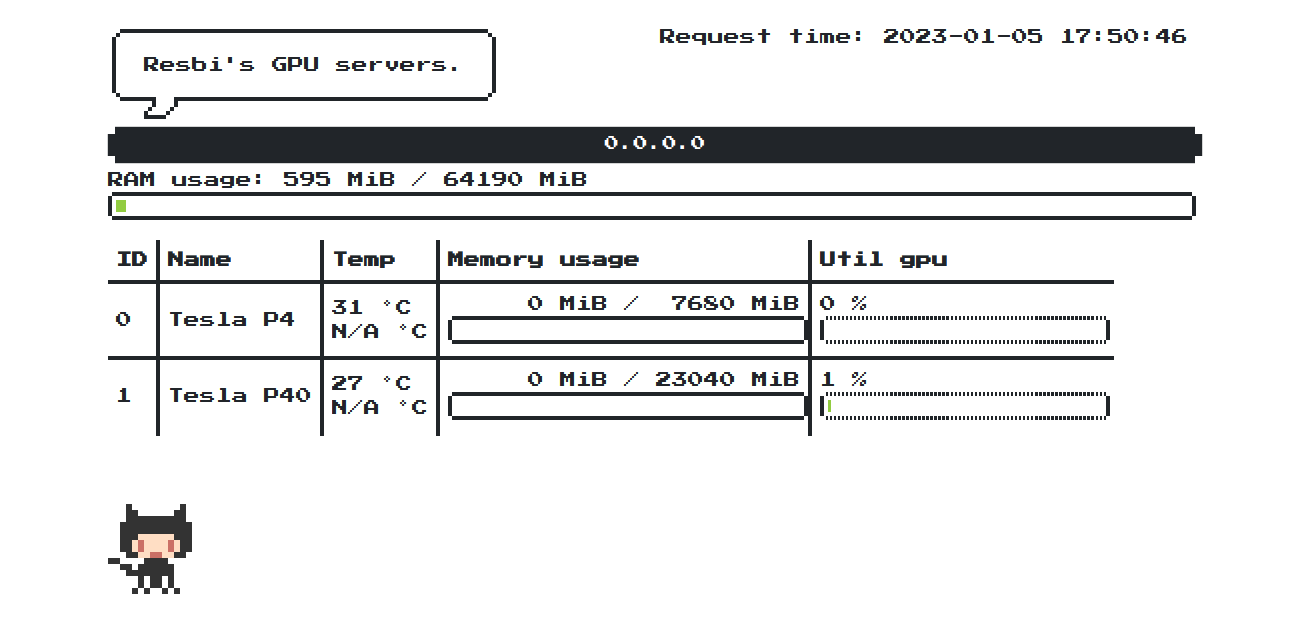 Request time: 2023-01-05 17:50:46
Resbi's GPU servers.
0.0.0.0
RAM usage: 595 MiB / 64190 MiB
ID Name Temp Memory usage Util gpu
0 Tesla P4 31 °C N/A °C 0 MiB / 7680 MiB 0 %
1 Tesla P40 27 °C N/A °C 0 MiB / 23040 MiB 1 %